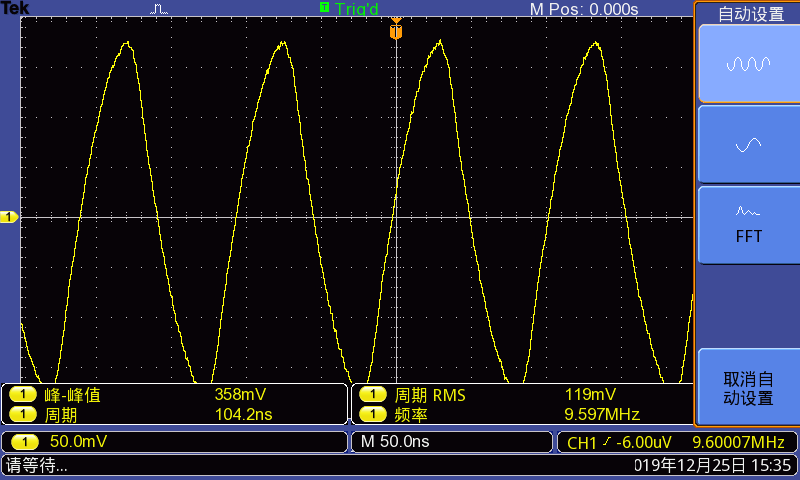 Tek T Trig'd M Pos: 0.000s
自动设置
T
1
FFT
取消自
动设置
1 峰-峰值 358mV
1 周期 104.2ns
1 周期 RMS 119mV
1 频率 9.597MHz
1 50.0mV
M 50.0ns
CH1 -6.00uV 9.60007MHz
请等待... 019年12月25日 15:35